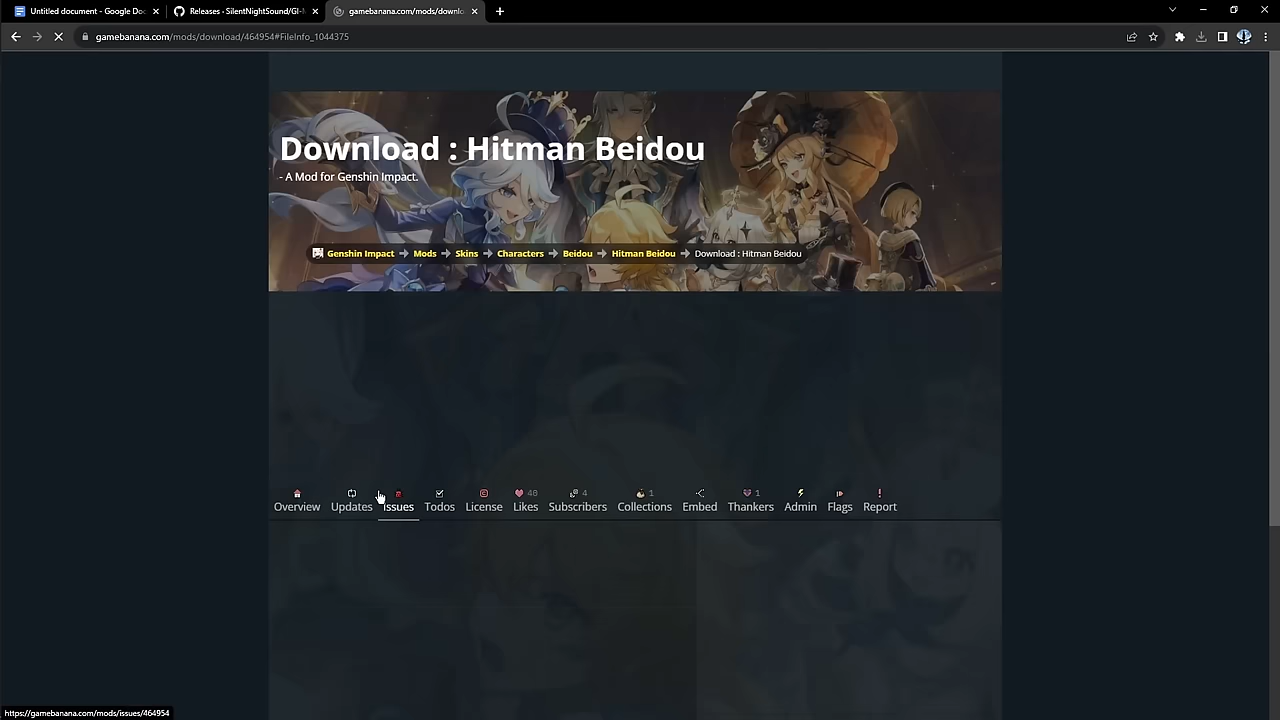 Untitled document - Google Doc
Releases · SilentNightSound/GI-M
gamebanana.com/mods/downlo
gamebanana.com/mods/download/464954#FileInfo_1044375
Download : Hitman Beidou
- A Mod for Genshin Impact.
Genshin Impact Mods Skins Characters Beidou Hitman Beidou Download : Hitman Beidou
48 4 1 1
Overview Updates Issues Todos License Likes Subscribers Collections Embed Thankers Admin Flags Report
https://gamebanana.com/mods/issues/464954